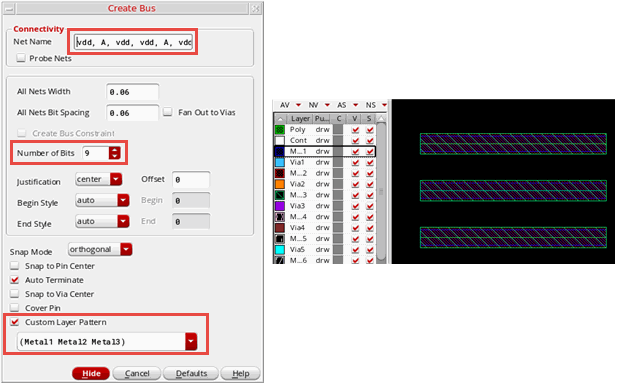 Create Bus
Connectivity
Net Name vdd, A, vdd, vdd, A, vdd
Probe Nets
All Nets Width 0.06
All Nets Bit Spacing 0.06 Fan Out to Vias
Create Bus Constraint
Number of Bits 9
Justification center Offset 0
Begin Style auto Begin 0
End Style auto End 0
Snap Mode orthogonal
Snap to Pin Center
Auto Terminate
Snap to Via Center
Cover Pin
Custom Layer Pattern
(Metal1 Metal2 Metal3)
Hide Cancel Defaults Help
AV NV AS NS
Layer Pu... C V S
Poly drw
Cont drw
M...1 drw
Via1 drw
M...2 drw
Via2 drw
M...3 drw
Via3 drw
M...4 drw
Via4 drw
M...5 drw
Via5 drw
M...6 drw